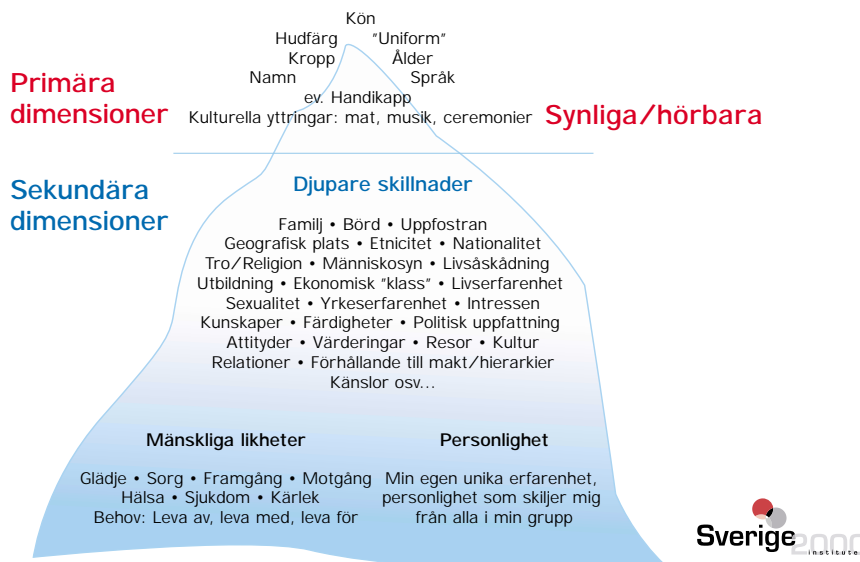 Kön
Hudfärg "Uniform"
Kropp Ålder
Namn Språk
ev. Handikapp
Kulturella yttringar: mat, musik, ceremonier
Primära
dimensioner
Synliga/hörbara
Sekundära
dimensioner
Djupare skillnader
Familj • Börd • Uppfostran
Geografisk plats • Etnicitet • Nationalitet
Tro/Religion • Människosyn • Livsåskådning
Utbildning • Ekonomisk "klass" • Livserfarenhet
Sexualitet • Yrkeserfarenhet • Intressen
Kunskaper • Färdigheter • Politisk uppfattning
Attityder • Värderingar • Resor • Kultur
Relationer • Förhållande till makt/hierarkier
Känslor osv...
Mänskliga likheter
Glädje • Sorg • Framgång • Motgång
Hälsa • Sjukdom • Kärlek
Behov: Leva av, leva med, leva för
Personlighet
Min egen unika erfarenhet,
personlighet som skiljer mig
från alla i min grupp
Sverige 2000
institute